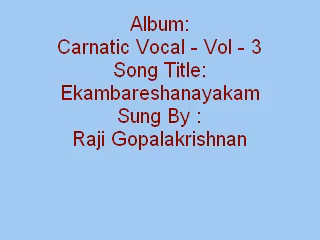 Album:
Carnatic Vocal - Vol - 3
Song Title:
Ekambareshanayakam
Sung By :
Raji Gopalakrishnan